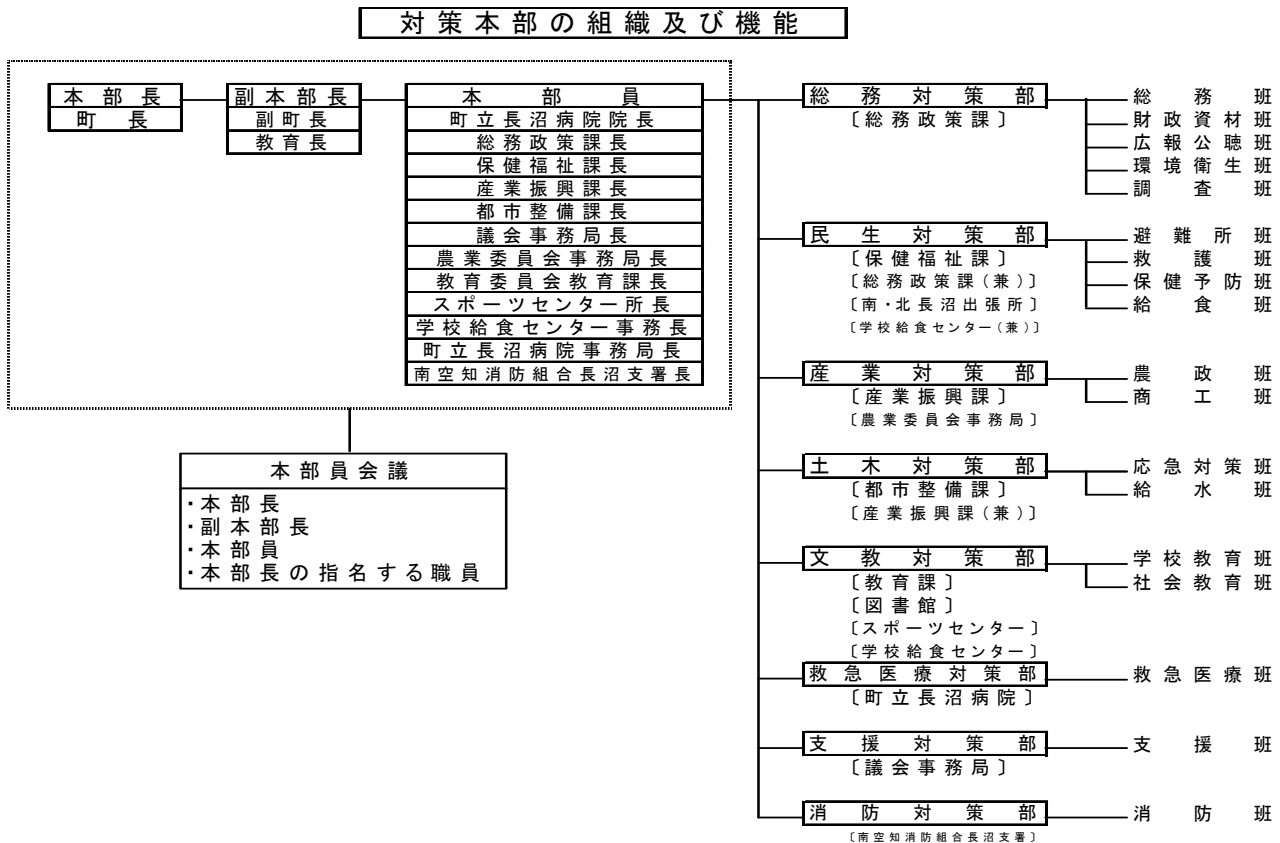 対策本部の組織及び機能
本部長
町長
副本部長
副町長
教育長
本部員
町立長沼病院院長
総務政策課長
保健福祉課長
産業振興課長
都市整備課長
議会事務局長
農業委員会事務局長
教育委員会教育課長
スポーツセンター所長
学校給食センター事務長
町立長沼病院事務局長
南空知消防組合長沼支署長
本部員会議
・本部長
・副本部長
・本部員
・本部長の指名する職員
総務対策部
〔総務政策課〕
総務班
財政資材班
広報公聴班
環境衛生班
調査班
民生対策部
〔保健福祉課〕
〔総務政策課(兼)〕
〔南・北長沼出張所〕
〔学校給食センター(兼)〕
避難所班
救護班
保健予防班
給食班
産業対策部
〔産業振興課〕
〔農業委員会事務局〕
農政班
商工班
土木対策部
〔都市整備課〕
〔産業振興課(兼)〕
応急対策班
給水班
文教対策部
〔教育課〕
〔図書館〕
〔スポーツセンター〕
〔学校給食センター〕
学校教育班
社会教育班
救急医療対策部
〔町立長沼病院〕
救急医療班
支援対策部
〔議会事務局〕
支援班
消防対策部
〔南空知消防組合長沼支署〕
消防班